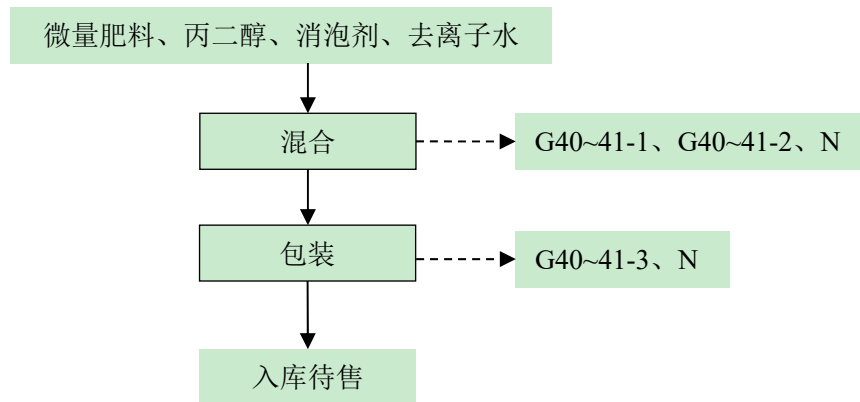 微量肥料、丙二醇、消泡剂、去离子水
混合
G40~41-1、G40~41-2、N
包装
G40~41-3、N
入库待售